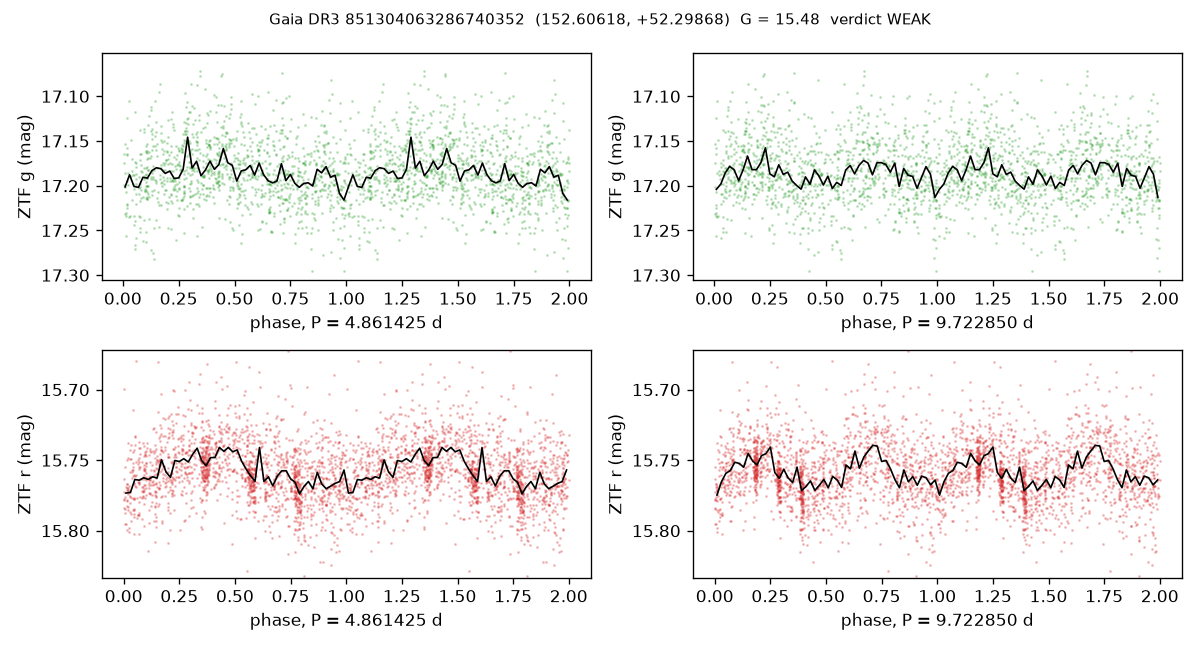 Gaia DR3 851304063286740352 (152.60618, +52.29868) G = 15.48 verdict WEAK
ZTF g (mag)
17.10
17.15
17.20
17.25
17.30
0.00 0.25 0.50 0.75 1.00 1.25 1.50 1.75 2.00
phase, P = 4.861425 d
ZTF g (mag)
17.10
17.15
17.20
17.25
17.30
0.00 0.25 0.50 0.75 1.00 1.25 1.50 1.75 2.00
phase, P = 9.722850 d
ZTF r (mag)
15.70
15.75
15.80
0.00 0.25 0.50 0.75 1.00 1.25 1.50 1.75 2.00
phase, P = 4.861425 d
ZTF r (mag)
15.70
15.75
15.80
0.00 0.25 0.50 0.75 1.00 1.25 1.50 1.75 2.00
phase, P = 9.722850 d